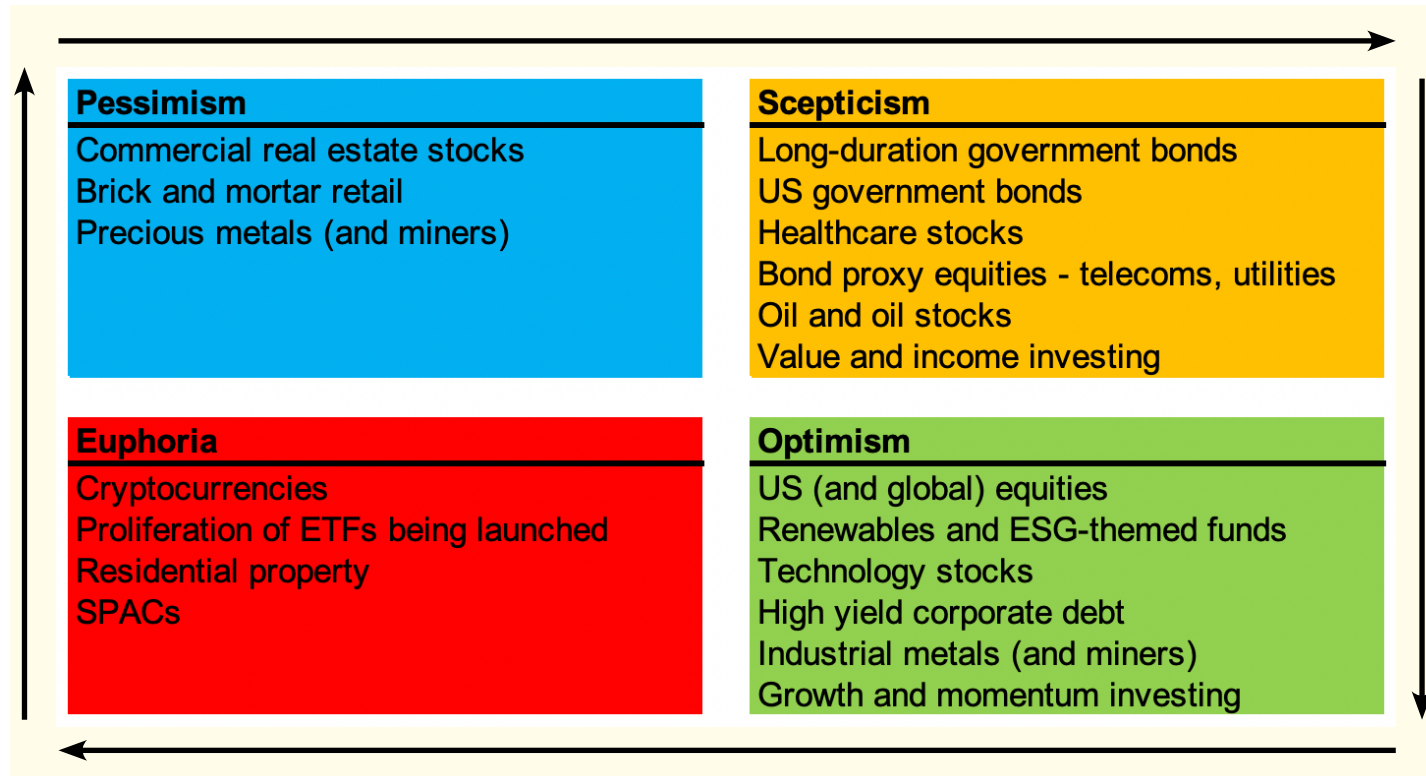 Pessimism
Commercial real estate stocks
Brick and mortar retail
Precious metals (and miners)
Scepticism
Long-duration government bonds
US government bonds
Healthcare stocks
Bond proxy equities - telecoms, utilities
Oil and oil stocks
Value and income investing
Euphoria
Cryptocurrencies
Proliferation of ETFs being launched
Residential property
SPACs
Optimism
US (and global) equities
Renewables and ESG-themed funds
Technology stocks
High yield corporate debt
Industrial metals (and miners)
Growth and momentum investing